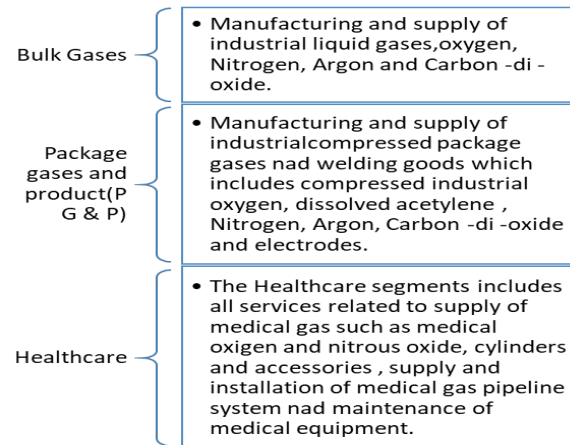 Bulk Gases
• Manufacturing and supply of
industrial liquid gases,oxygen,
Nitrogen, Argon and Carbon -di -
oxide.
Package
gases and
product(P
G & P)
• Manufacturing and supply of
industrialcompressed package
gases nad welding goods which
includes compressed industrial
oxygen, dissolved acetylene ,
Nitrogen, Argon, Carbon -di -oxide
and electrodes.
Healthcare
• The Healthcare segments includes
all services related to supply of
medical gas such as medical
oxigen and nitrous oxide, cylinders
and accessories , supply and
installation of medical gas pipeline
system nad maintenance of
medical equipment.